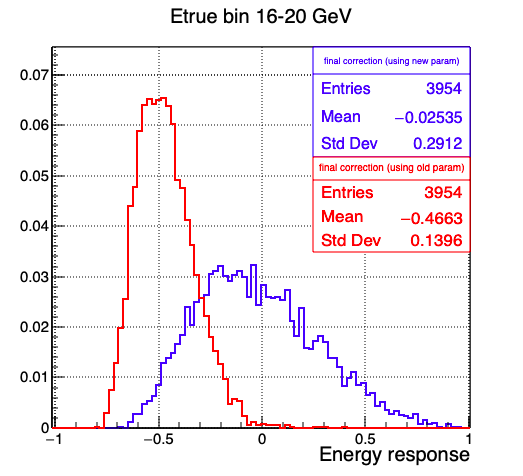 Etrue bin 16-20 GeV
final correction (using new param)
Entries 3954
Mean −0.02535
Std Dev 0.2912
final correction (using old param)
Entries 3954
Mean −0.4663
Std Dev 0.1396
0.07
0.06
0.05
0.04
0.03
0.02
0.01
0
−1 −0.5 0 0.5 1
Energy response